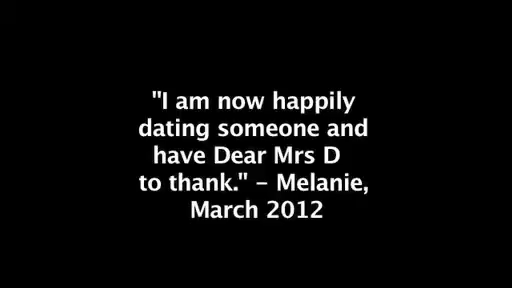 "I am now happily
dating someone and
have Dear Mrs D
to thank." – Melanie,
March 2012